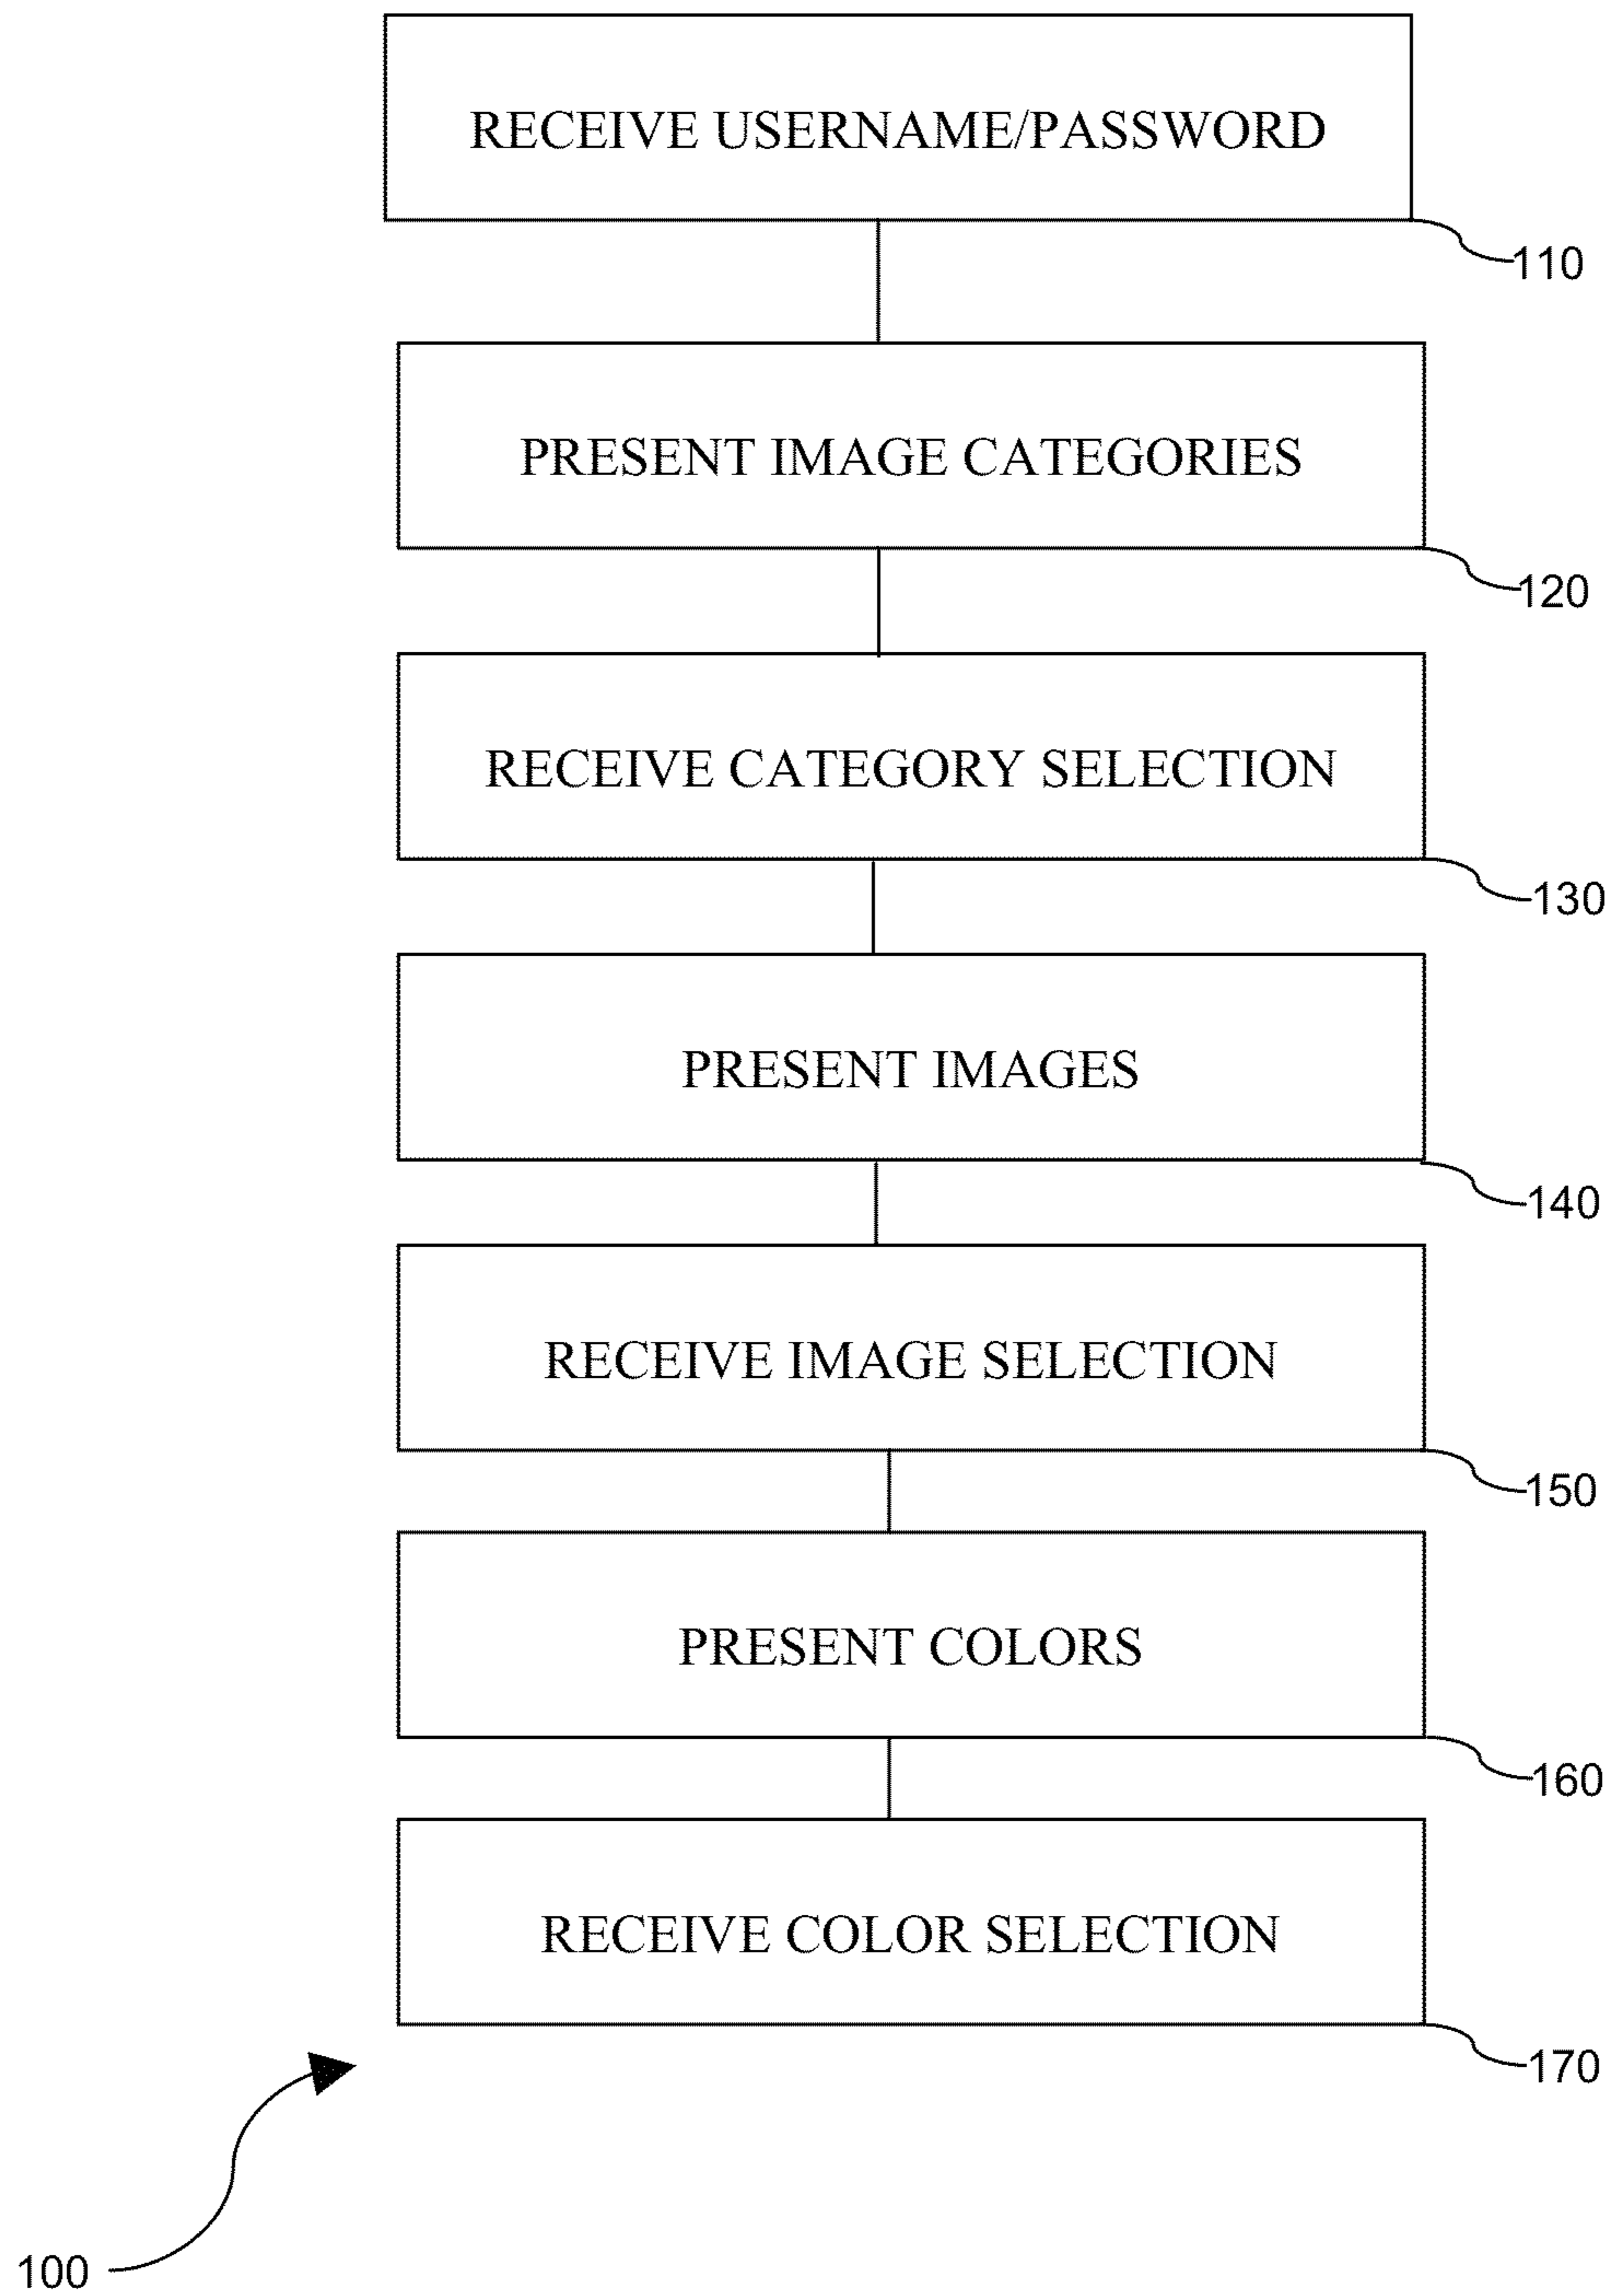 RECEIVE USERNAME/PASSWORD
110
PRESENT IMAGE CATEGORIES
120
RECEIVE CATEGORY SELECTION
130
PRESENT IMAGES
140
RECEIVE IMAGE SELECTION
150
PRESENT COLORS
160
RECEIVE COLOR SELECTION
170
100